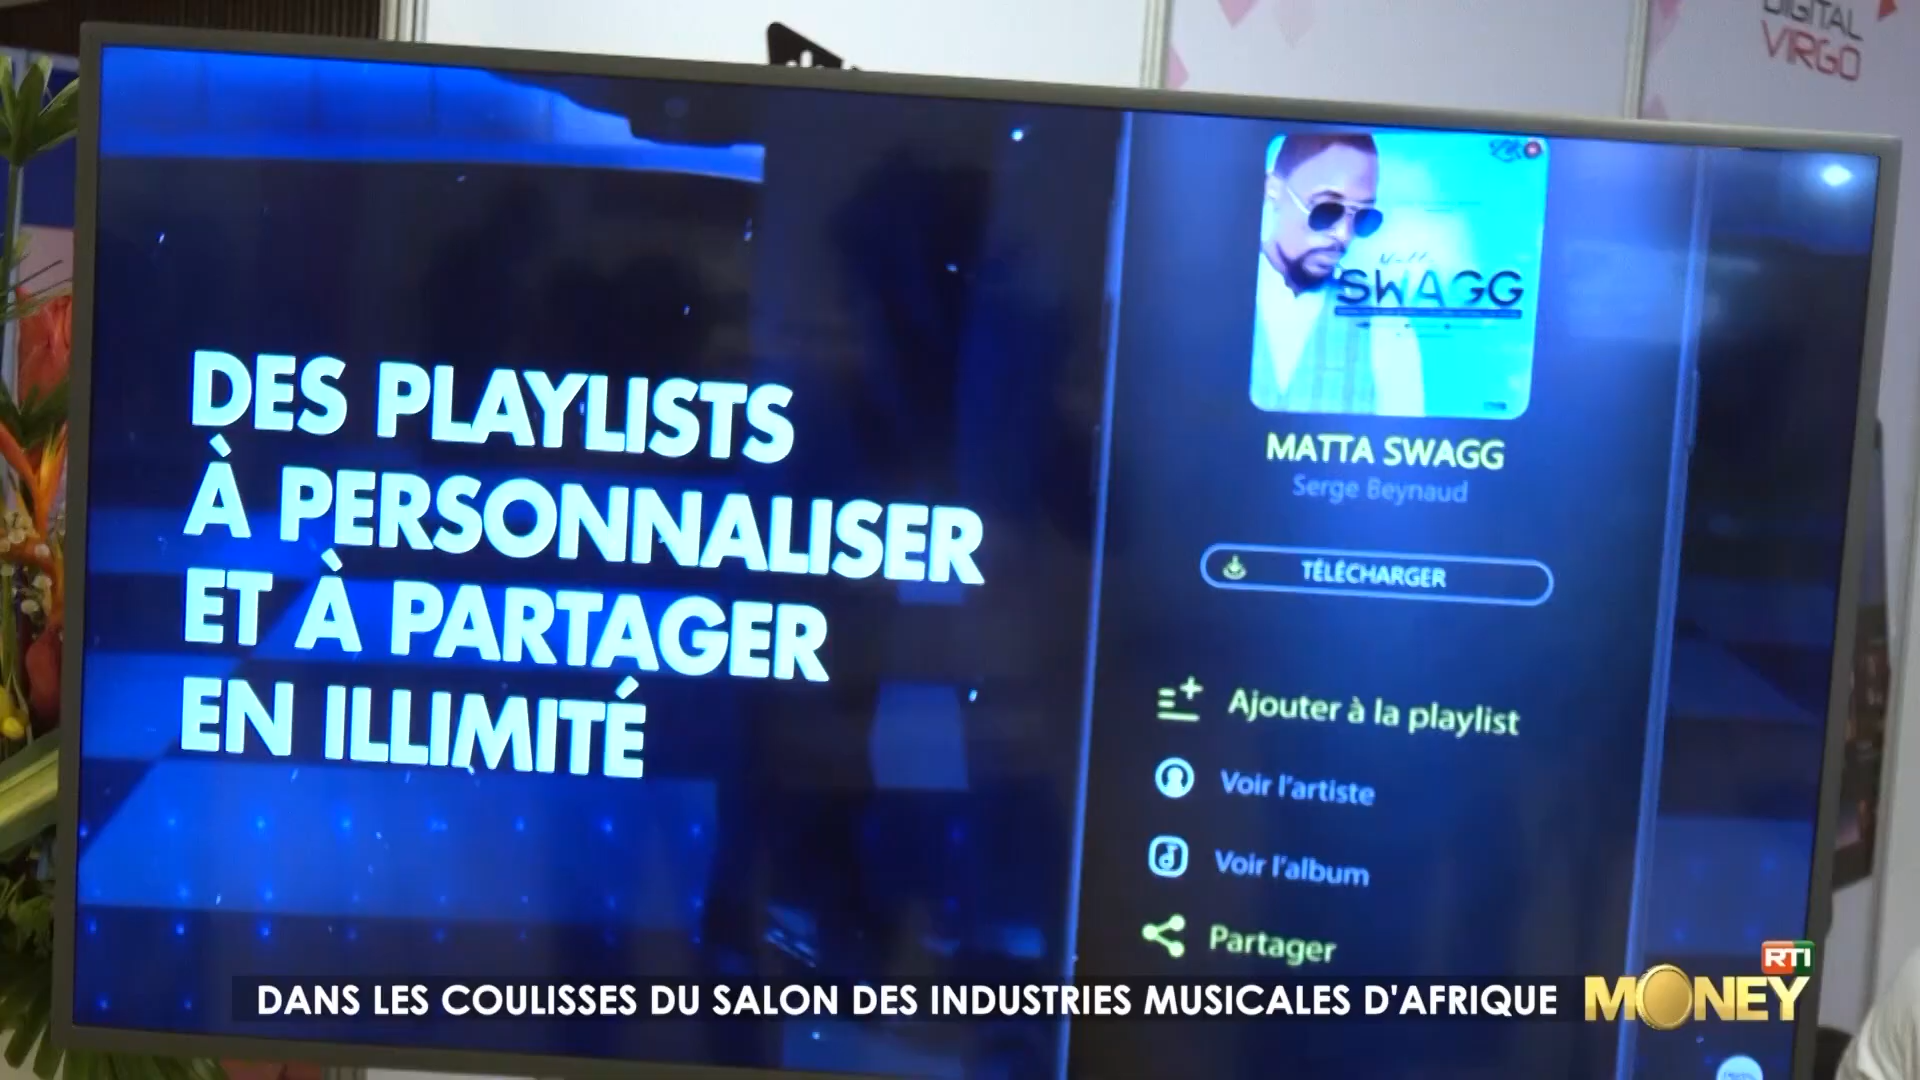 DIGITAL
VIRGO
SWAGG
DES PLAYLISTS
À PERSONNALISER
ET À PARTAGER
EN ILLIMITÉ
MATTA SWAGG
Serge Beynaud
TÉLÉCHARGER
Ajouter à la playlist
Voir l'artiste
Voir l'album
Partager
DANS LES COULISSES DU SALON DES INDUSTRIES MUSICALES D'AFRIQUE
RTI
MONEY